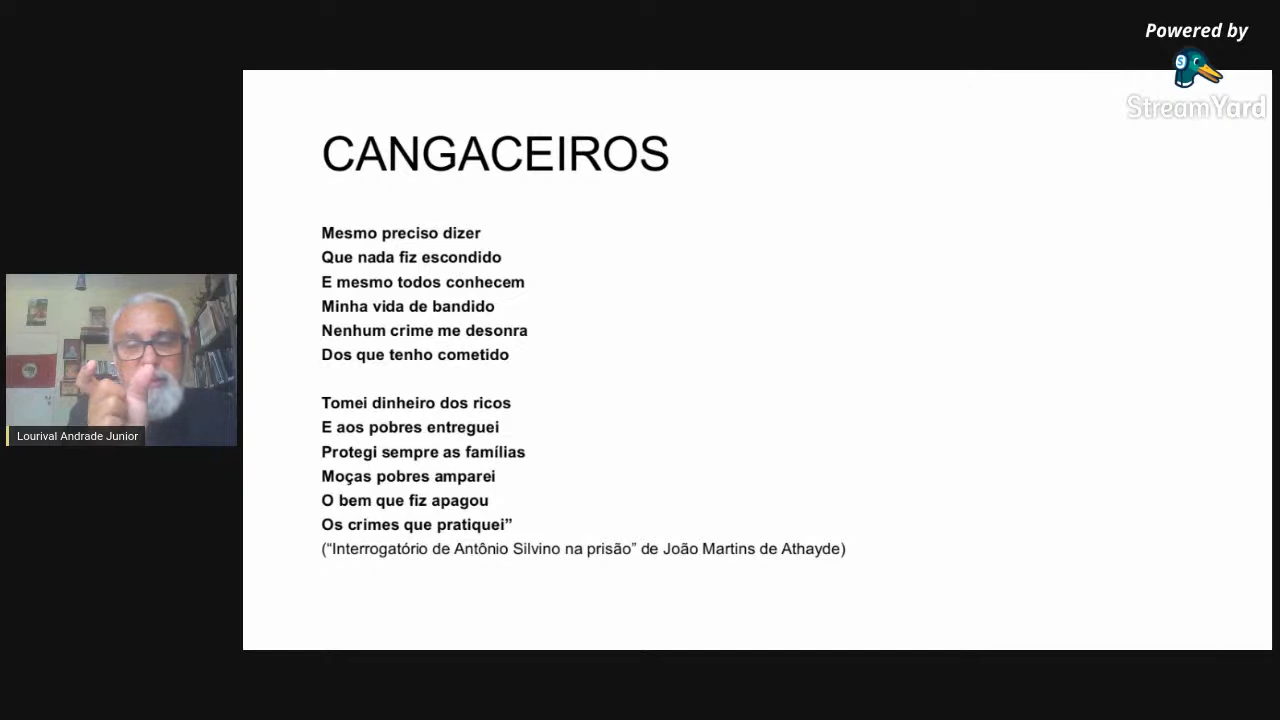 Powered by
StreamYard
CANGACEIROS
Mesmo preciso dizer
Que nada fiz escondido
E mesmo todos conhecem
Minha vida de bandido
Nenhum crime me desonra
Dos que tenho cometido
Tomei dinheiro dos ricos
E aos pobres entreguei
Protegi sempre as famílias
Moças pobres amparei
O bem que fiz apagou
Os crimes que pratiquei”
(“Interrogatório de Antônio Silvino na prisão” de João Martins de Athayde)
Lourival Andrade Junior